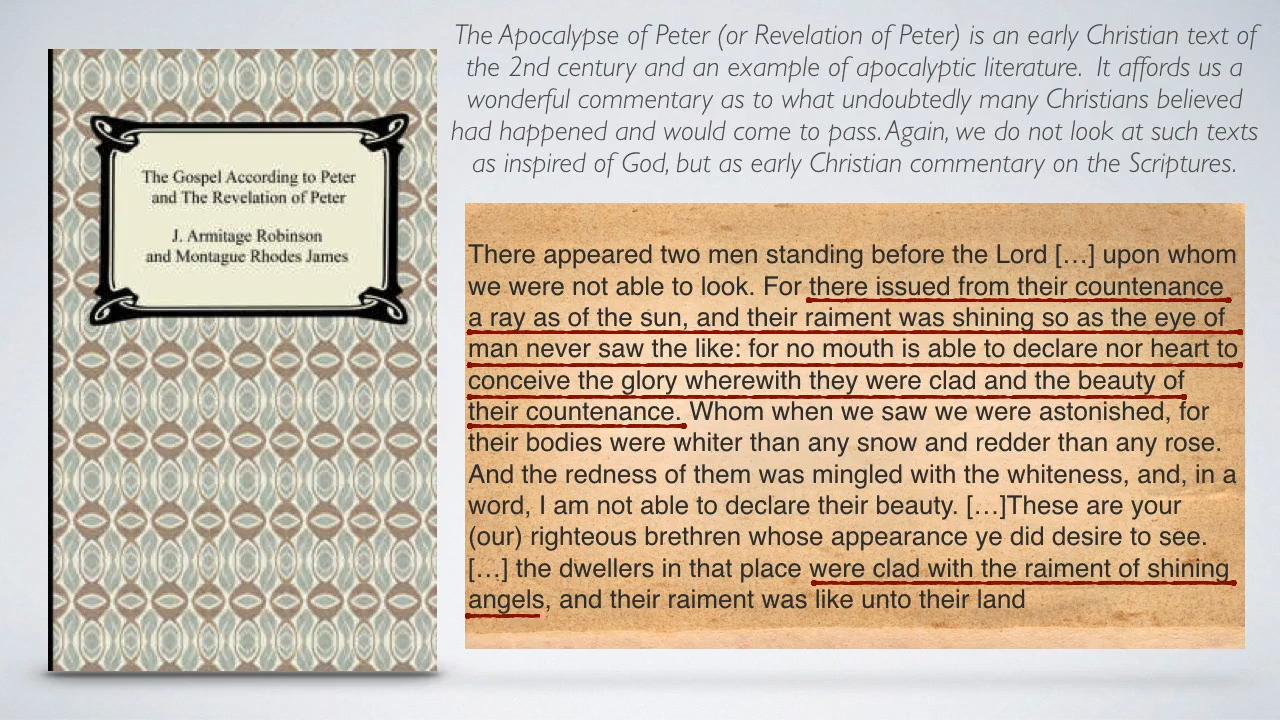 The Gospel According to Peter
and The Revelation of Peter
J. Armitage Robinson
and Montague Rhodes James
The Apocalypse of Peter (or Revelation of Peter) is an early Christian text of
the 2nd century and an example of apocalyptic literature. It affords us a
wonderful commentary as to what undoubtedly many Christians believed
had happened and would come to pass. Again, we do not look at such texts
as inspired of God, but as early Christian commentary on the Scriptures.
There appeared two men standing before the Lord […] upon whom
we were not able to look. For there issued from their countenance
a ray as of the sun, and their raiment was shining so as the eye of
man never saw the like: for no mouth is able to declare nor heart to
conceive the glory wherewith they were clad and the beauty of
their countenance. Whom when we saw we were astonished, for
their bodies were whiter than any snow and redder than any rose.
And the redness of them was mingled with the whiteness, and, in a
word, I am not able to declare their beauty. […]These are your
(our) righteous brethren whose appearance ye did desire to see.
[…] the dwellers in that place were clad with the raiment of shining
angels, and their raiment was like unto their land